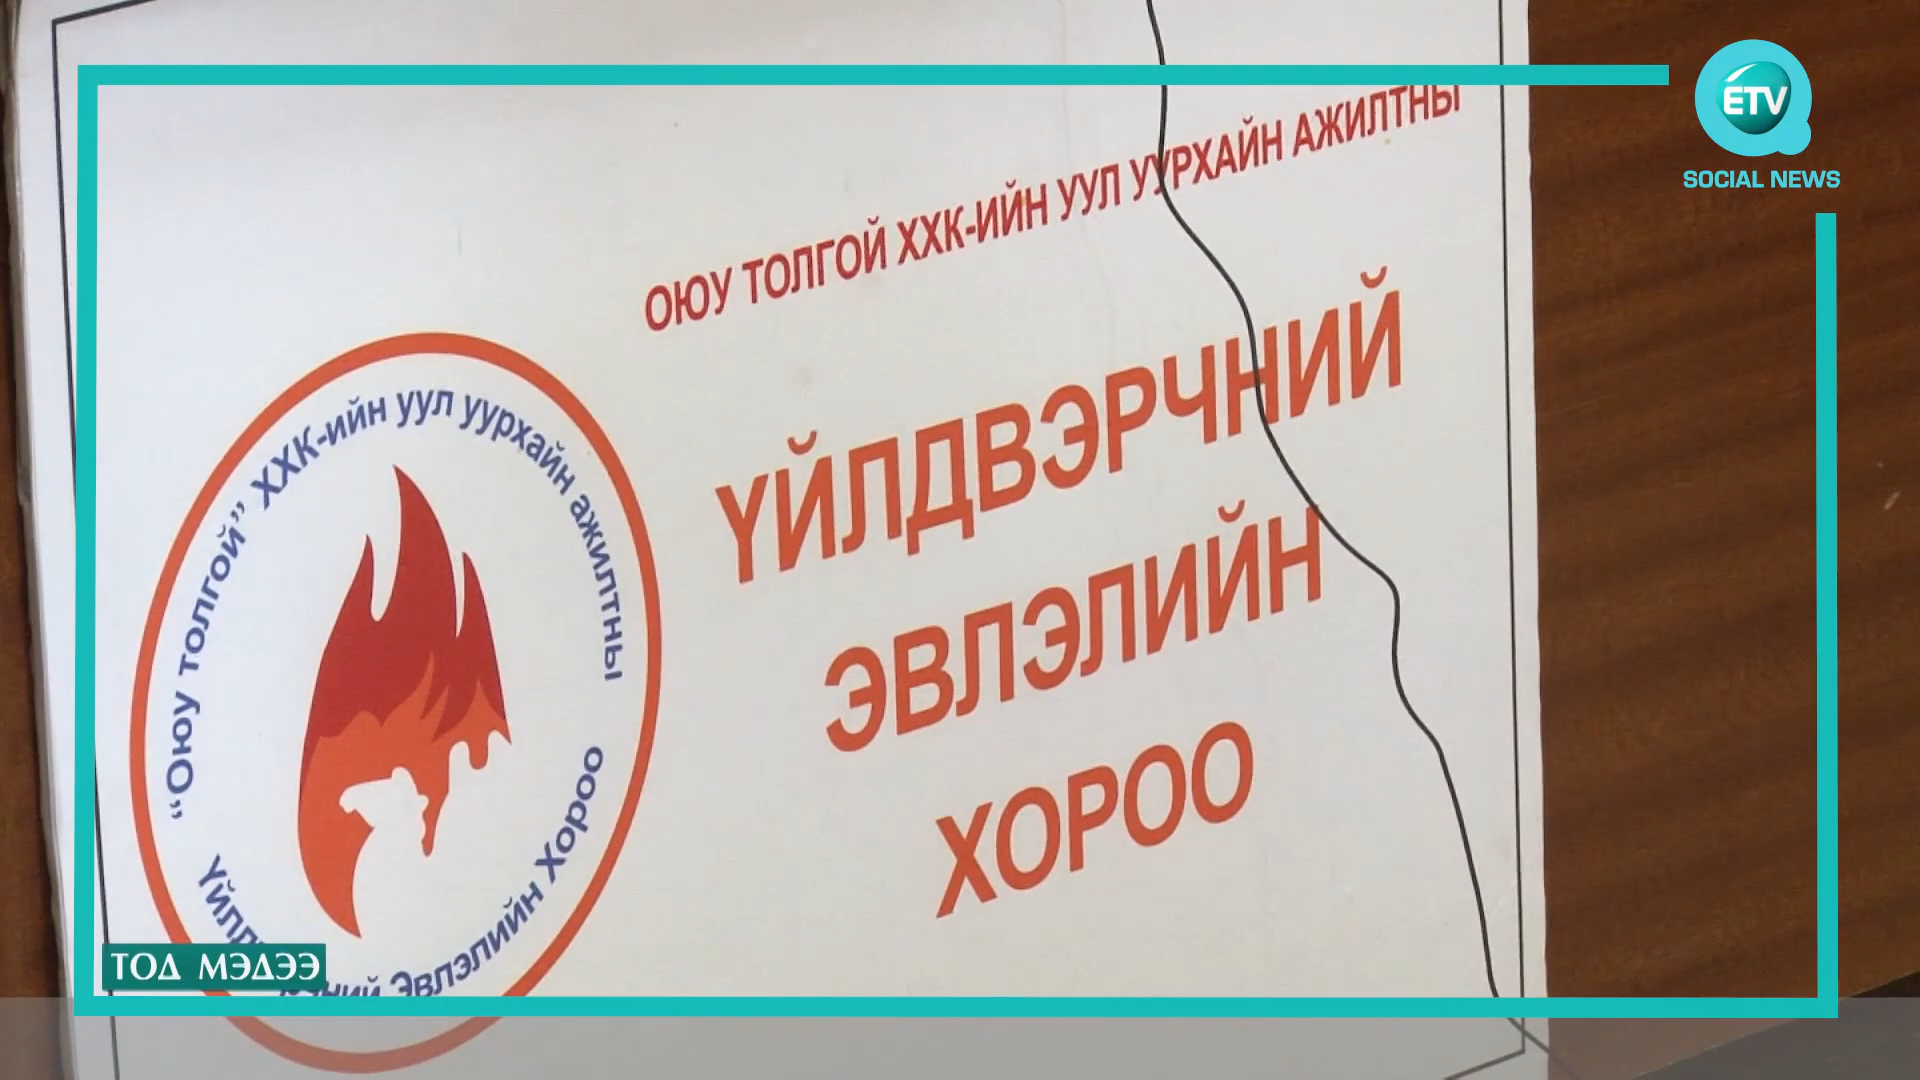 ETV
SOCIAL NEWS
ОЮУ ТОЛГОЙ ХХК-ИЙН УУЛ УУРХАЙН АЖИЛТНЫ
ҮЙЛДВЭРЧНИЙ
ЭВЛЭЛИЙН
ХОРОО
“Оюу толгой” ХХК-ийн уул уурхайн ажилтны
Эвлэлийн Хороо
ТОД МЭДЭЭ